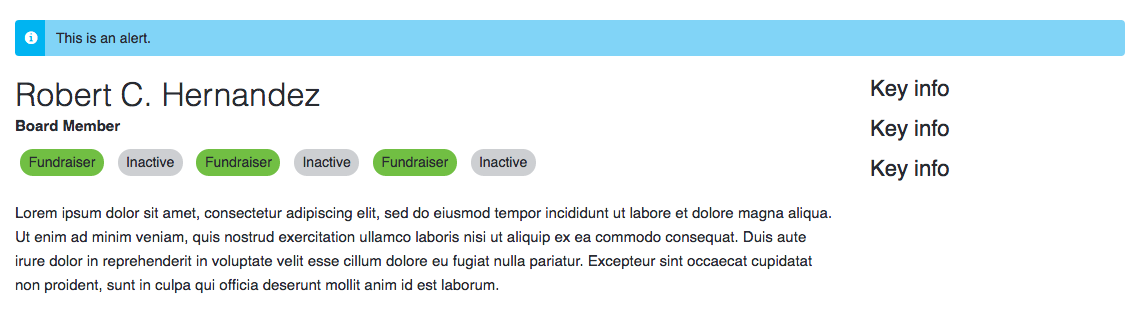 This is an alert.
Robert C. Hernandez
Board Member
Fundraiser Inactive Fundraiser Inactive Fundraiser Inactive
Lorem ipsum dolor sit amet, consectetur adipiscing elit, sed do eiusmod tempor incididunt ut labore et dolore magna aliqua.
Ut enim ad minim veniam, quis nostrud exercitation ullamco laboris nisi ut aliquip ex ea commodo consequat. Duis aute
irure dolor in reprehenderit in voluptate velit esse cillum dolore eu fugiat nulla pariatur. Excepteur sint occaecat cupidatat
non proident, sunt in culpa qui officia deserunt mollit anim id est laborum.
Key info
Key info
Key info